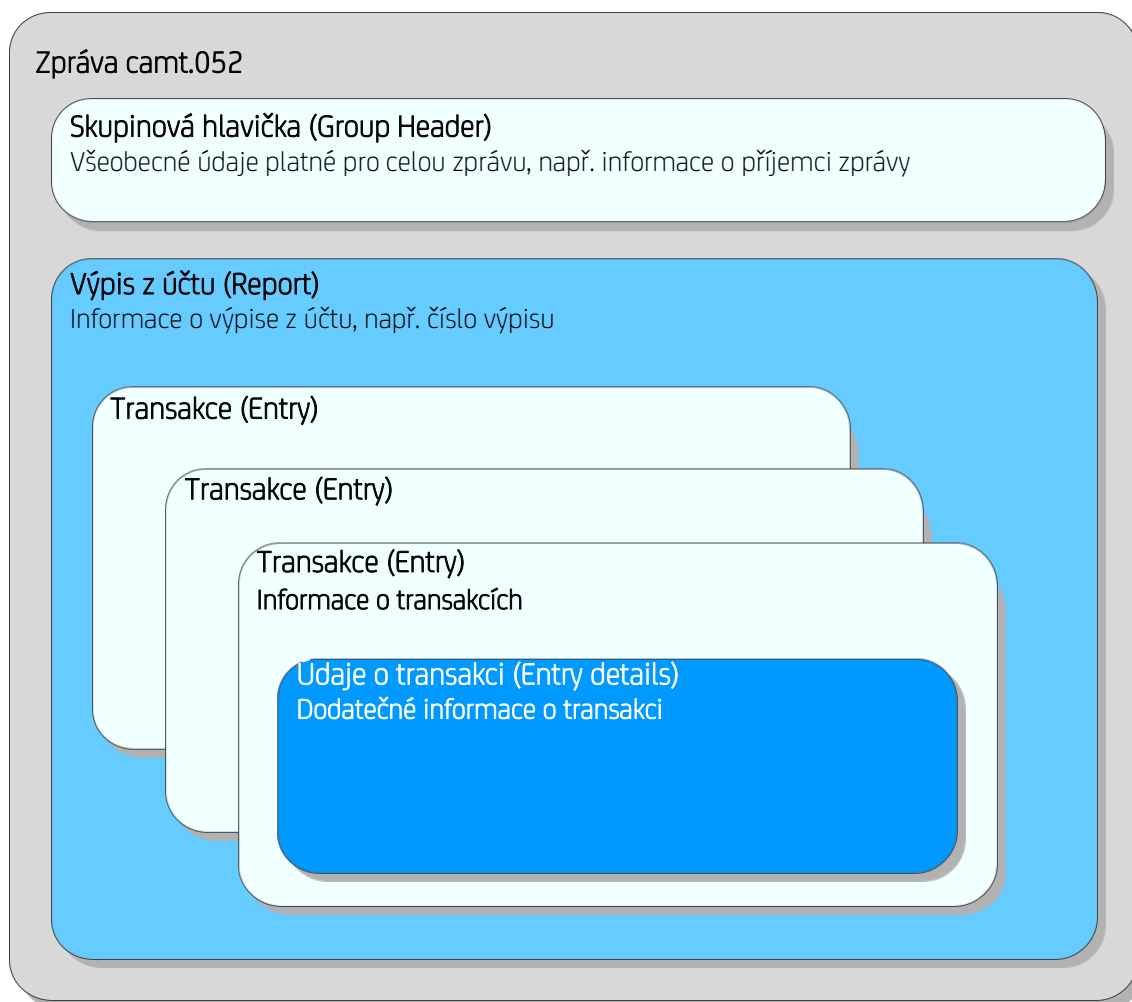 Zpráva camt.052
Skupinová hlavička (Group Header)
Všeobecné údaje platné pro celou zprávu, např. informace o příjemci zprávy
Výpis z účtu (Report)
Informace o výpise z účtu, např. číslo výpisu
Transakce (Entry)
Transakce (Entry)
Transakce (Entry)
Informace o transakcích
Údaje o transakci (Entry details)
Dodatečné informace o transakci